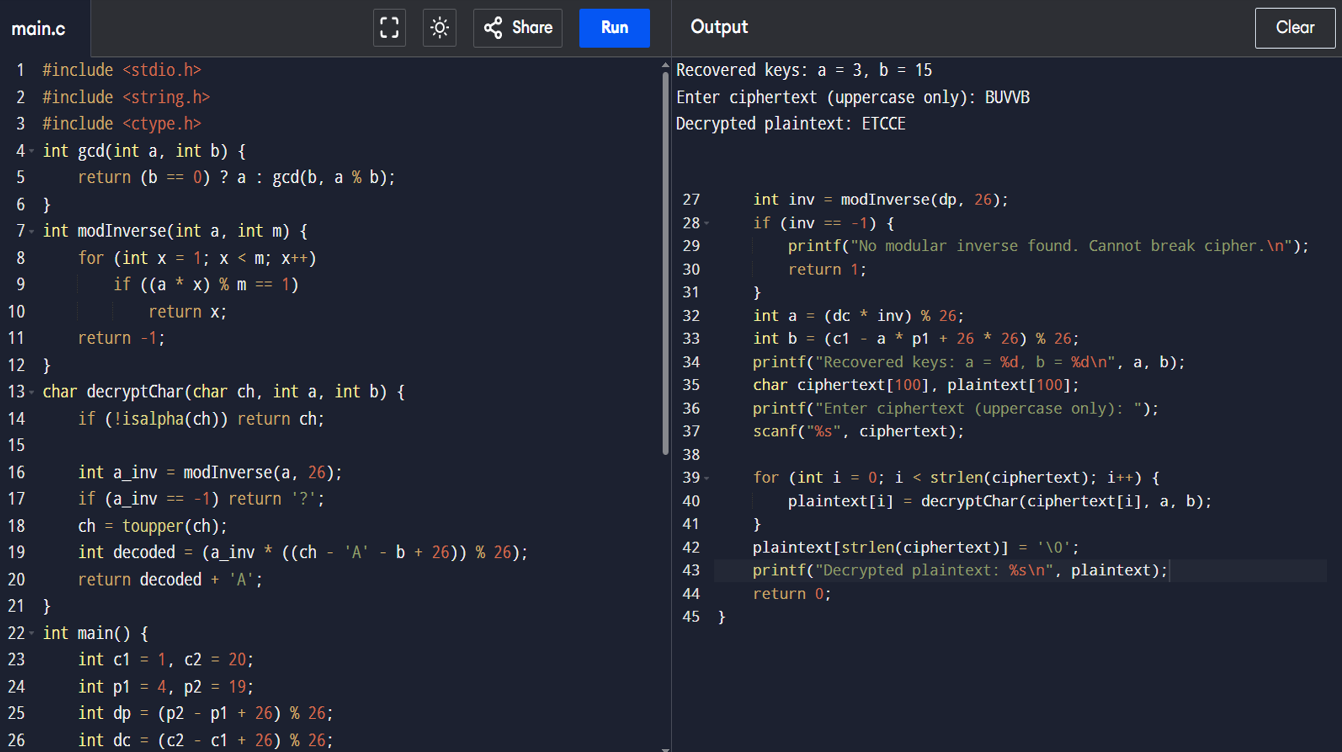 main.c
Share
Run
Output
Clear
1 #include <stdio.h>
2 #include <string.h>
3 #include <ctype.h>
4 int gcd(int a, int b) {
5     return (b == 0) ? a : gcd(b, a % b);
6 }
7 int modInverse(int a, int m) {
8     for (int x = 1; x < m; x++)
9         if ((a * x) % m == 1)
10             return x;
11     return -1;
12 }
13 char decryptChar(char ch, int a, int b) {
14     if (!isalpha(ch)) return ch;
15
16     int a_inv = modInverse(a, 26);
17     if (a_inv == -1) return '?';
18     ch = toupper(ch);
19     int decoded = (a_inv * ((ch - 'A' - b + 26)) % 26);
20     return decoded + 'A';
21 }
22 int main() {
23     int c1 = 1, c2 = 20;
24     int p1 = 4, p2 = 19;
25     int dp = (p2 - p1 + 26) % 26;
26     int dc = (c2 - c1 + 26) % 26;
Recovered keys: a = 3, b = 15
Enter ciphertext (uppercase only): BUVVB
Decrypted plaintext: ETCCE
27     int inv = modInverse(dp, 26);
28     if (inv == -1) {
29         printf("No modular inverse found. Cannot break cipher.\n");
30         return 1;
31     }
32     int a = (dc * inv) % 26;
33     int b = (c1 - a * p1 + 26 * 26) % 26;
34     printf("Recovered keys: a = %d, b = %d\n", a, b);
35     char ciphertext[100], plaintext[100];
36     printf("Enter ciphertext (uppercase only): ");
37     scanf("%s", ciphertext);
38
39     for (int i = 0; i < strlen(ciphertext); i++) {
40         plaintext[i] = decryptChar(ciphertext[i], a, b);
41     }
42     plaintext[strlen(ciphertext)] = '\0';
43     printf("Decrypted plaintext: %s\n", plaintext);
44     return 0;
45 }